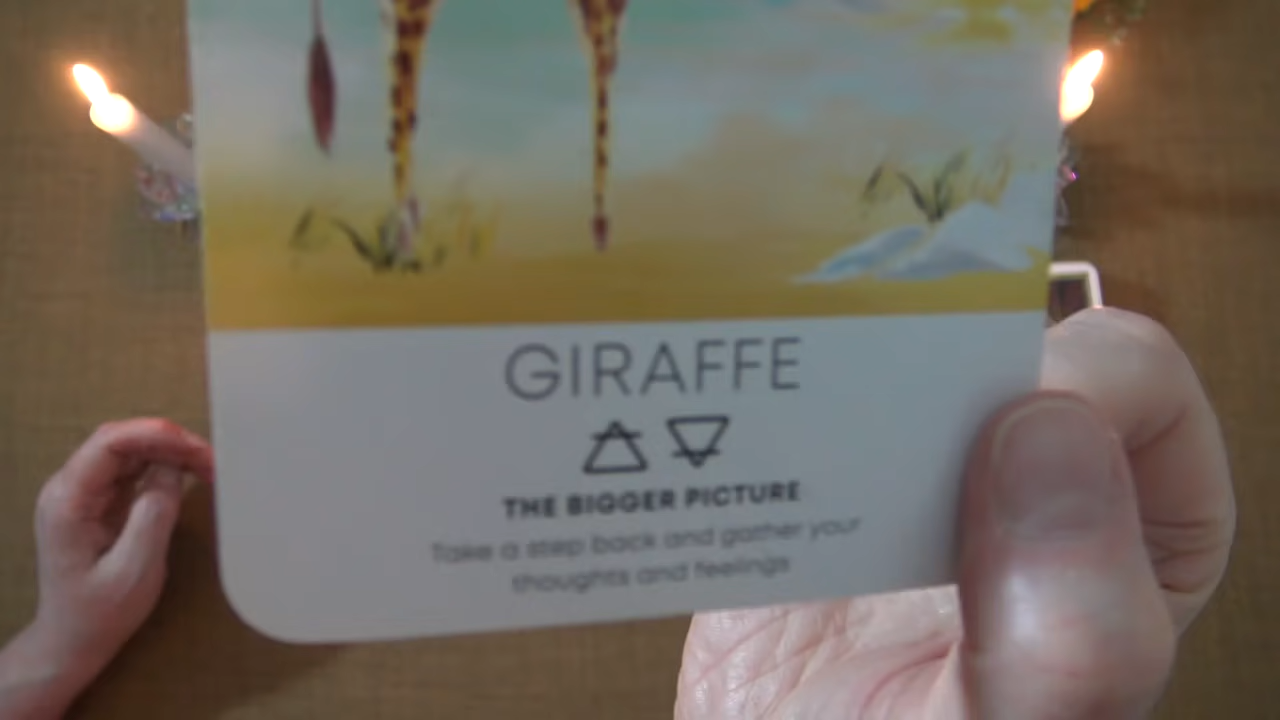 GIRAFFE
THE BIGGER PICTURE
Take a step back and gather your
thoughts and feelings